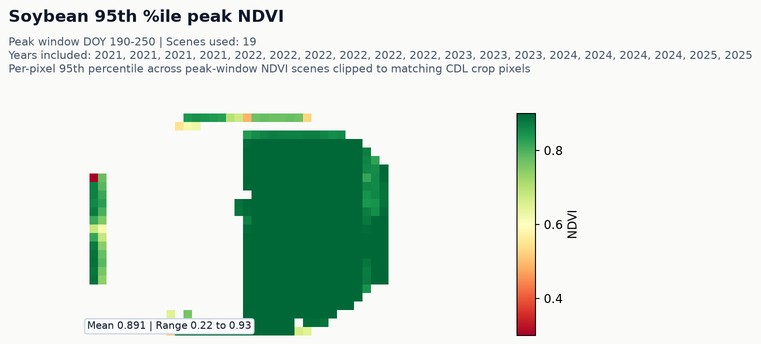 Soybean 95th %ile peak NDVI
Peak window DOY 190-250 | Scenes used: 19
Years included: 2021, 2021, 2021, 2021, 2022, 2022, 2022, 2022, 2022, 2022, 2023, 2023, 2023, 2024, 2024, 2024, 2024, 2025, 2025
Per-pixel 95th percentile across peak-window NDVI scenes clipped to matching CDL crop pixels
0.8
0.6
0.4
NDVI
Mean 0.891 | Range 0.22 to 0.93